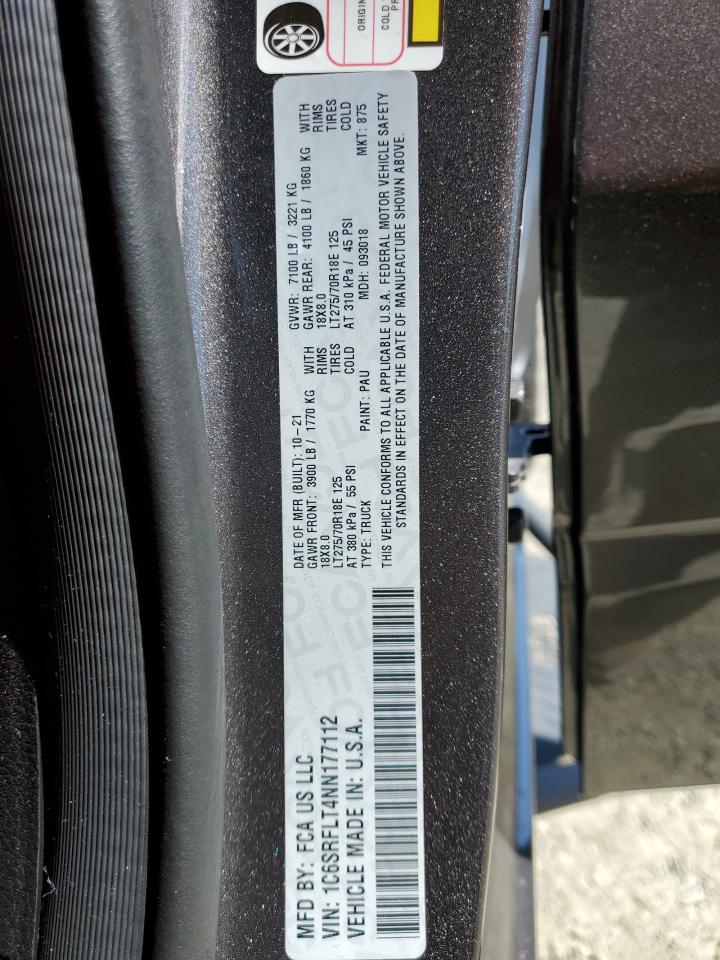 ORIGIN
COLD
MFD BY: FCA US LLC
VIN: 1C6SRFLT4NN177112
VEHICLE MADE IN: U.S.A.
DATE OF MFR (BUILT): 10-21 GVWR: 7100 LB / 3221 KG
GAWR FRONT: 3900 LB / 1770 KG WITH GAWR REAR: 4100 LB / 1860 KG WITH
18X8.0 RIMS 18X8.0 RIMS
LT275/70R18E 125 TIRES LT275/70R18E 125 TIRES
AT 380 kPa / 55 PSI COLD AT 310 kPa / 45 PSI COLD
TYPE: TRUCK PAINT: PAU MDH: 093018 MKT: 875
THIS VEHICLE CONFORMS TO ALL APPLICABLE U.S.A. FEDERAL MOTOR VEHICLE SAFETY
STANDARDS IN EFFECT ON THE DATE OF MANUFACTURE SHOWN ABOVE.